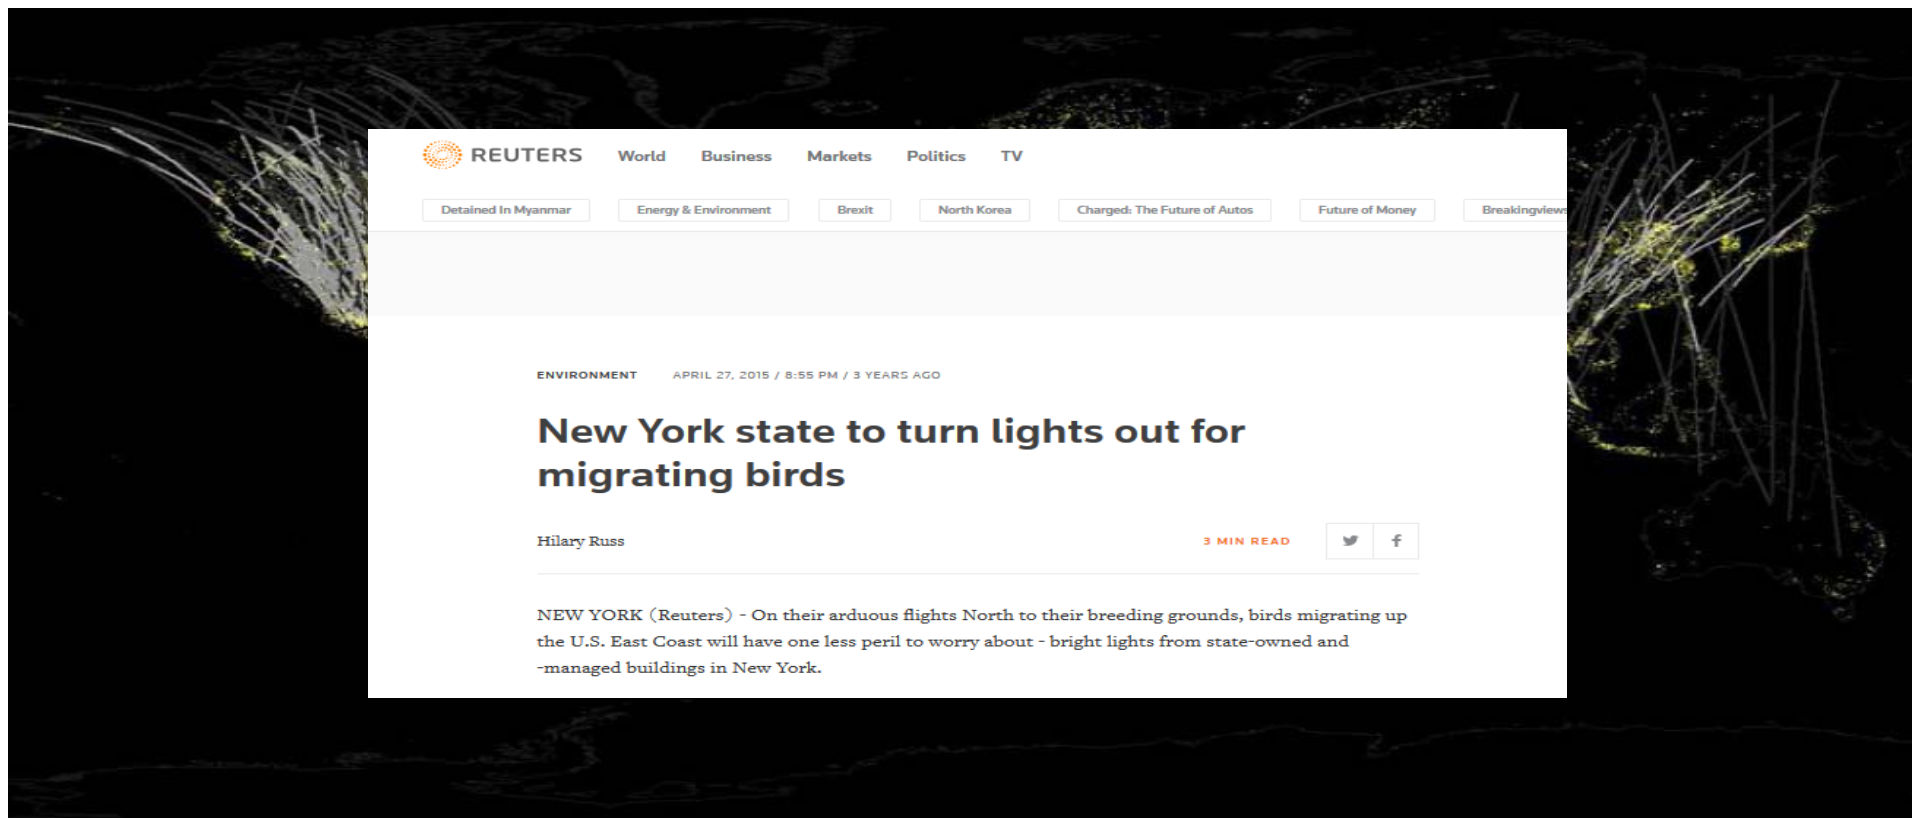 REUTERS World Business Markets Politics TV
Detained In Myanmar Energy & Environment Brexit North Korea Charged: The Future of Autos Future of Money Breakingviews
ENVIRONMENT APRIL 27, 2015 / 8:55 PM / 3 YEARS AGO
New York state to turn lights out for
migrating birds
Hilary Russ 3 MIN READ
NEW YORK (Reuters) - On their arduous flights North to their breeding grounds, birds migrating up
the U.S. East Coast will have one less peril to worry about - bright lights from state-owned and
-managed buildings in New York.